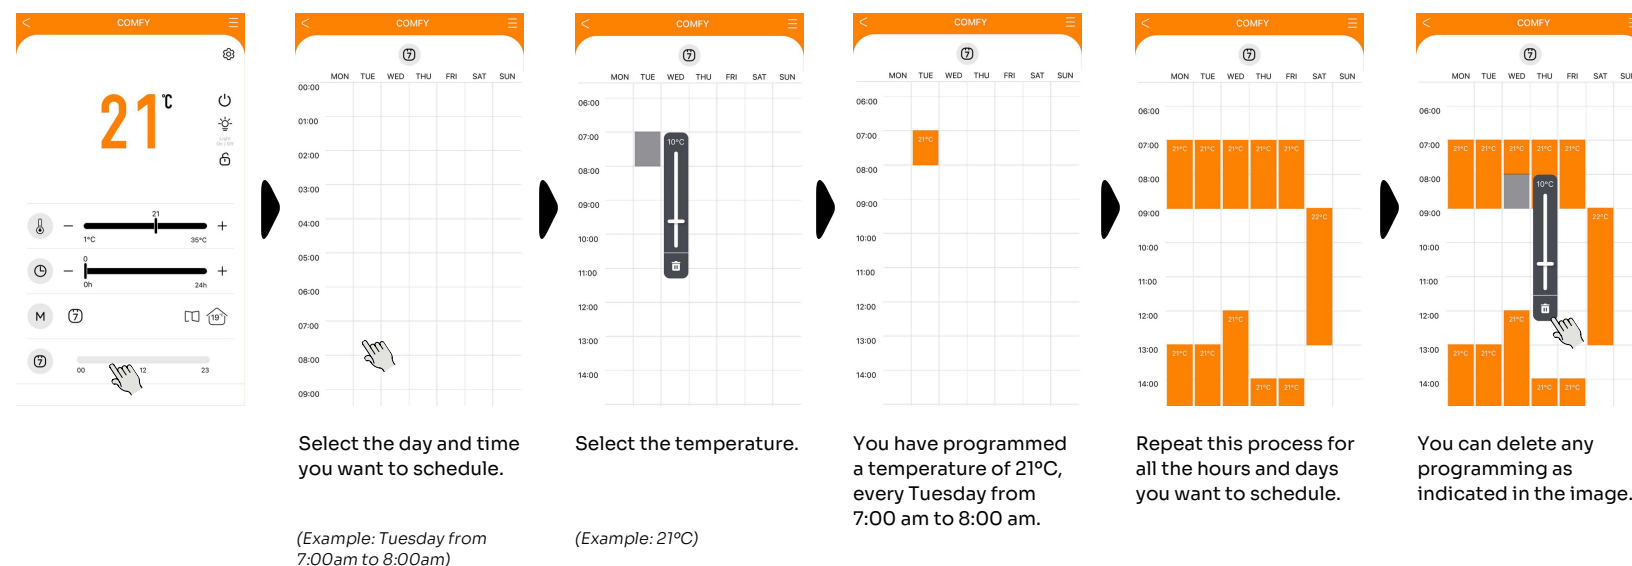 COMFY
21°C
21
1°C 35°C
0
0h 24h
M 7 19°
7 00 12 23
COMFY
7
MON TUE WED THU FRI SAT SUN
00:00
01:00
02:00
03:00
04:00
05:00
06:00
07:00
08:00
09:00
Select the day and time
you want to schedule.
(Example: Tuesday from
7:00am to 8:00am)
COMFY
7
MON TUE WED THU FRI SAT SUN
06:00
07:00
10°C
08:00
09:00
10:00
11:00
12:00
13:00
14:00
Select the temperature.
(Example: 21ºC)
COMFY
7
MON TUE WED THU FRI SAT SUN
06:00
07:00 21°C
08:00
09:00
10:00
11:00
12:00
13:00
14:00
You have programmed
a temperature of 21ºC,
every Tuesday from
7:00 am to 8:00 am.
COMFY
7
MON TUE WED THU FRI SAT SUN
06:00
07:00 21°C 21°C 21°C 21°C 21°C
08:00
09:00 22°C
10:00
11:00
12:00 21°C
13:00 21°C 21°C
14:00 21°C 21°C
Repeat this process for
all the hours and days
you want to schedule.
COMFY
7
MON TUE WED THU FRI SAT SU
06:00
07:00 21°C 21°C 21°C 21°C 21°C
08:00 10°C
09:00 22°C
10:00
11:00
12:00 21°C
13:00 21°C 21°C
14:00 21°C 21°C
You can delete any
programming as
indicated in the image.